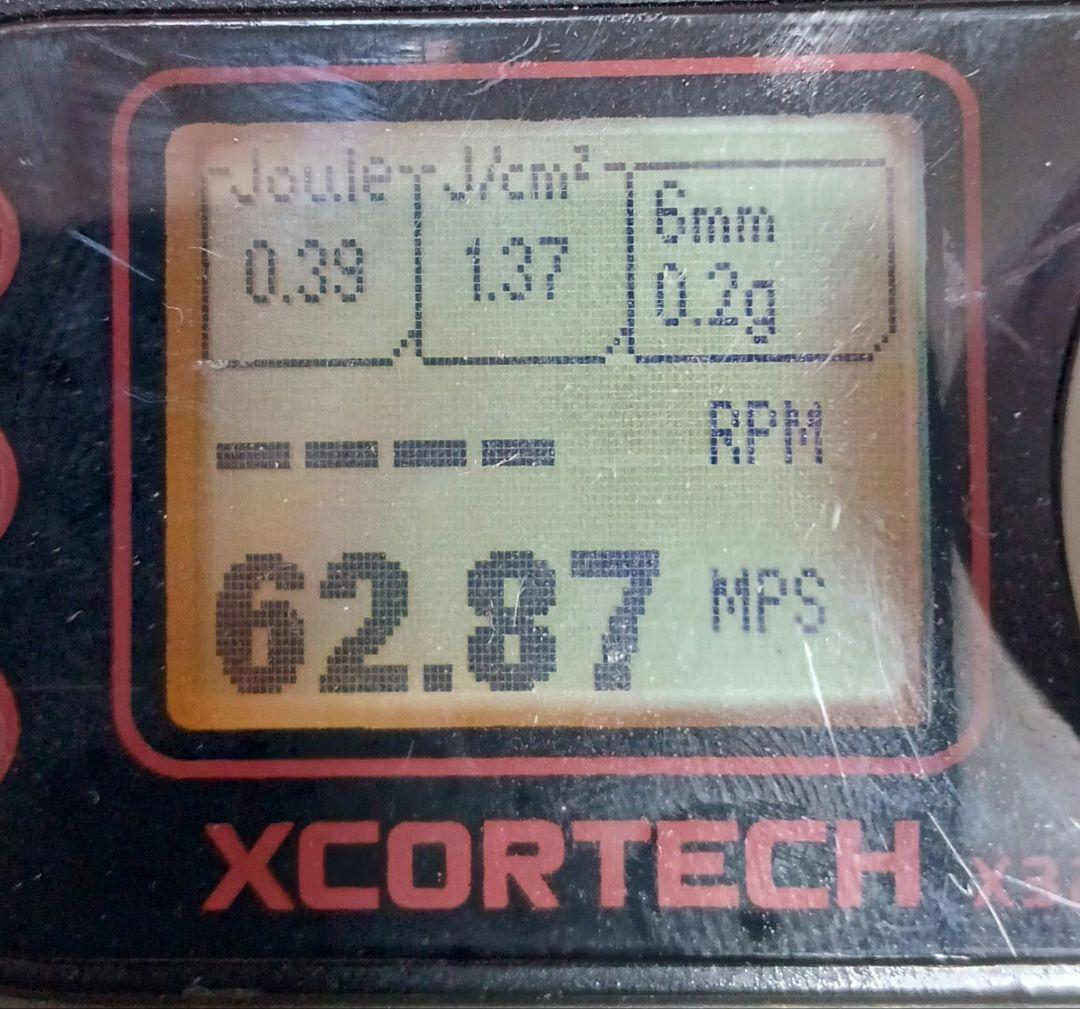 Joule J/cm² 6mm
0.39 1.37 0.2g
---- RPM
62.87 MPS
XCORTECH